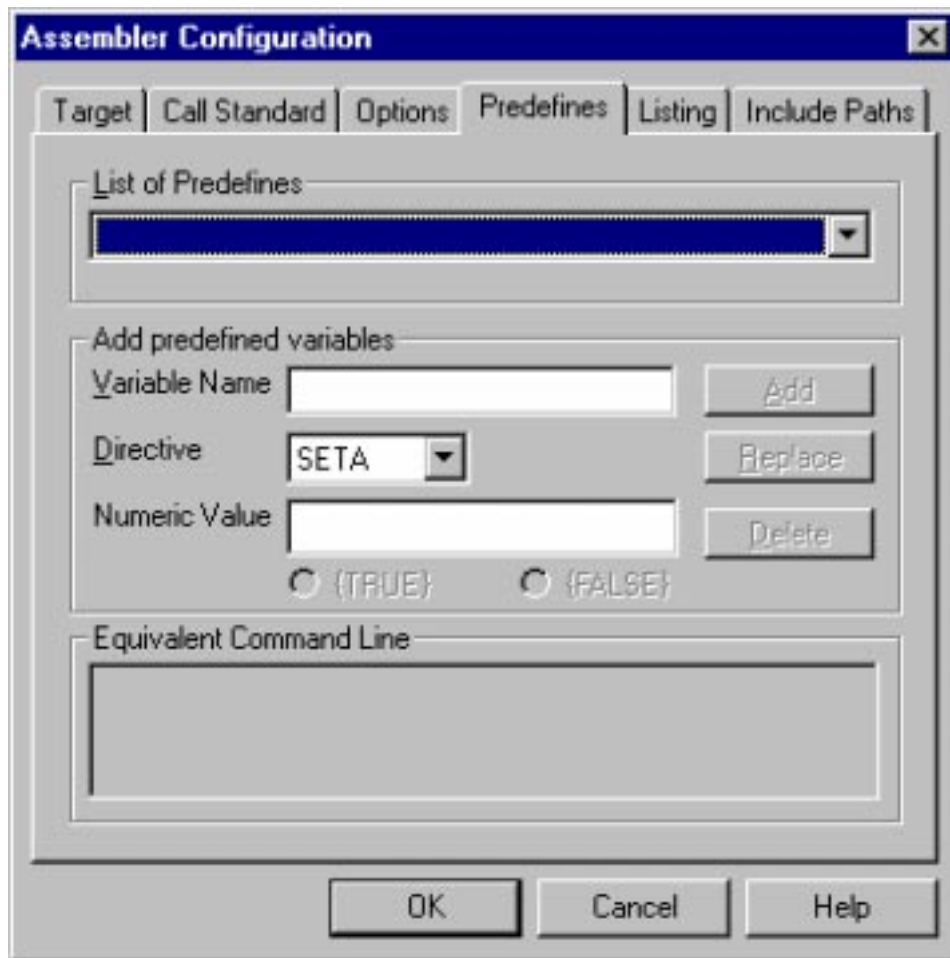 Assembler Configuration
Target Call Standard Options Predefines Listing Include Paths
List of Predefines
Add predefined variables
Variable Name
Add
Directive
SETA
Replace
Numeric Value
Delete
{TRUE} {FALSE}
Equivalent Command Line
OK Cancel Help